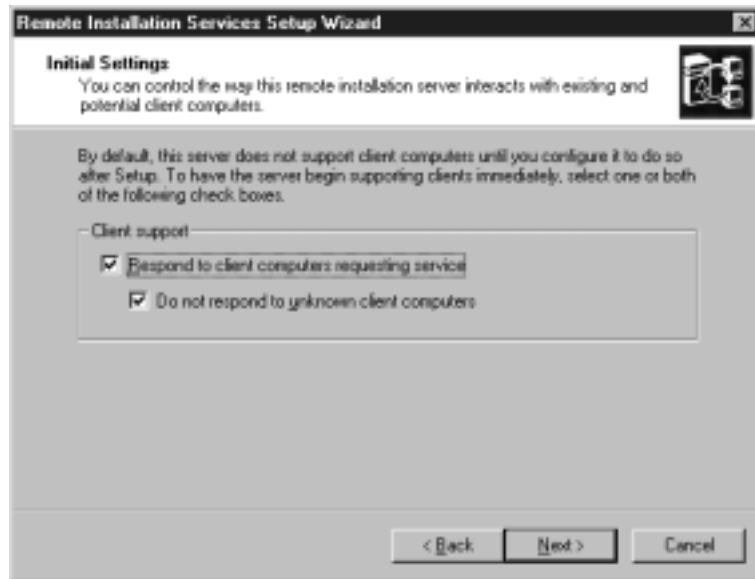 Remote Installation Services Setup Wizard
Initial Settings
You can control the way this remote installation server interacts with existing and
potential client computers.
By default, this server does not support client computers until you configure it to do so
after Setup. To have the server begin supporting clients immediately, select one or both
of the following check boxes.
Client support
Respond to client computers requesting service
Do not respond to unknown client computers
< Back
Next >
Cancel